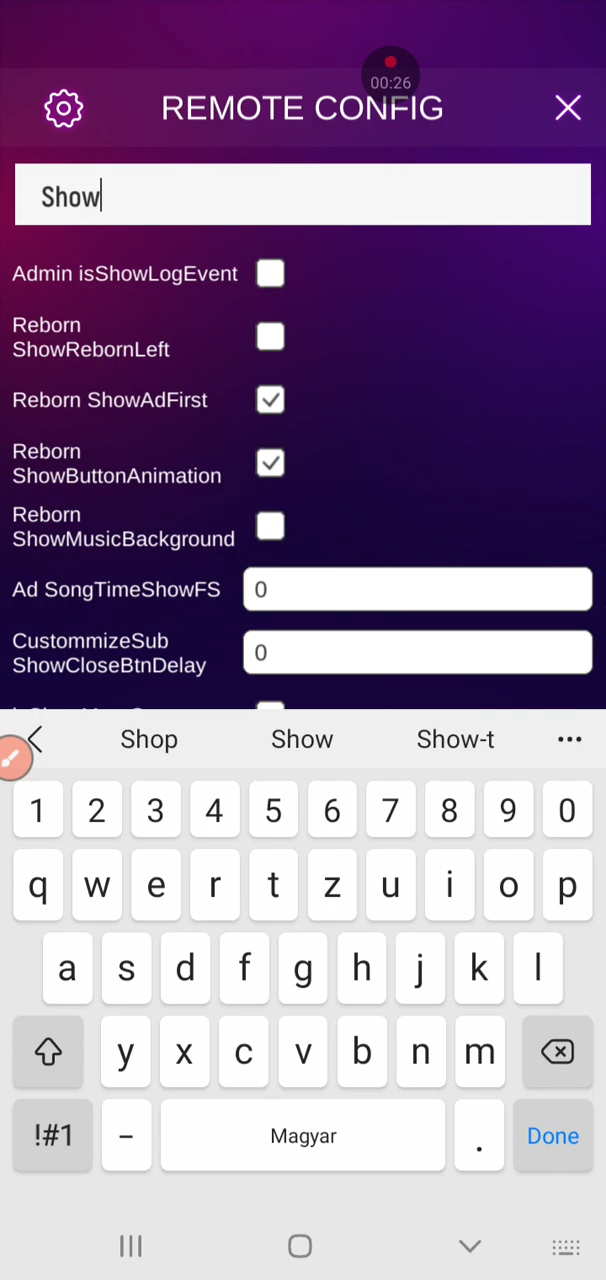 00:26
REMOTE CONFIG
Show
Admin isShowLogEvent
Reborn
ShowRebornLeft
Reborn ShowAdFirst
Reborn
ShowButtonAnimation
Reborn
ShowMusicBackground
Ad SongTimeShowFS
0
CustommizeSub
ShowCloseBtnDelay
0
Shop Show Show-t
1 2 3 4 5 6 7 8 9 0
q w e r t z u i o p
a s d f g h j k l
y x c v b n m
!#1 - Magyar . Done